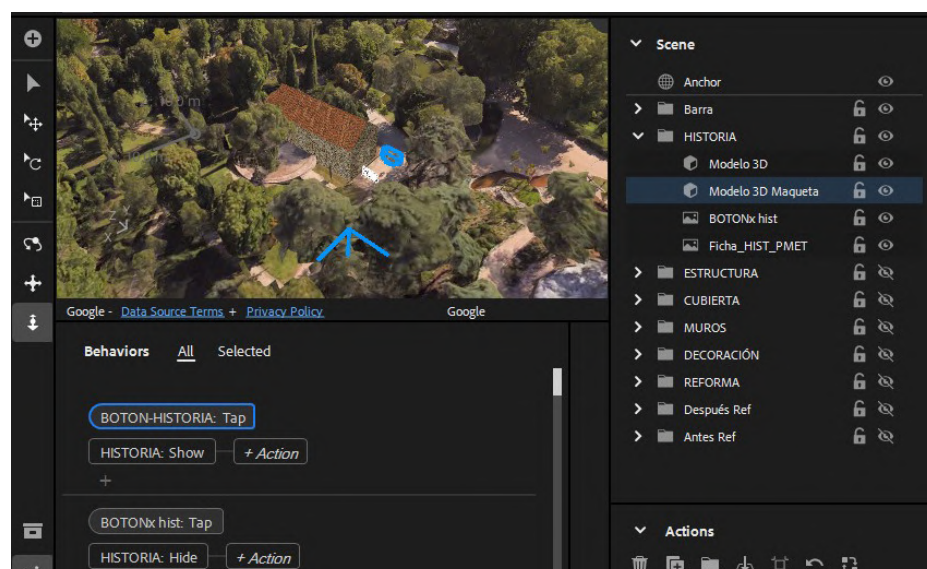 Scene
Anchor
Barra
HISTORIA
Modelo 3D
Modelo 3D Maqueta
BOTONx hist
Ficha_HIST_PMET
ESTRUCTURA
CUBIERTA
MUROS
DECORACIÓN
REFORMA
Después Ref
Antes Ref
Google - Data Source Terms + Privacy Policy Google
Behaviors All Selected
BOTON-HISTORIA: Tap
HISTORIA: Show + Action
+
BOTONx hist: Tap
HISTORIA: Hide + Action
Actions